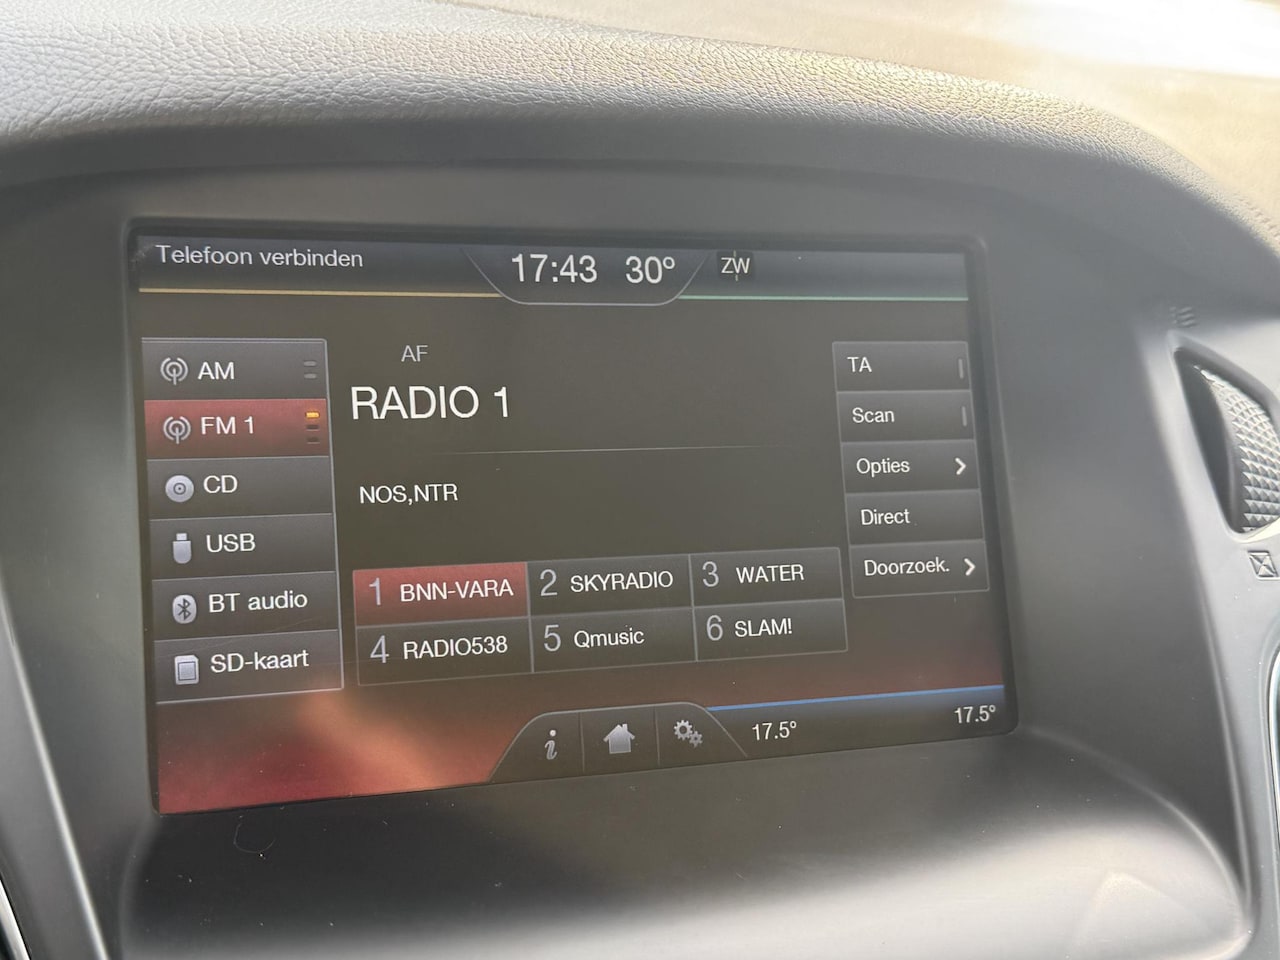 Telefoon verbinden
17:43 30° ZW
AM
FM 1
CD
USB
BT audio
SD-kaart
AF
RADIO 1
NOS,NTR
1 BNN-VARA 2 SKYRADIO 3 WATER
4 RADIO538 5 Qmusic 6 SLAM!
TA
Scan
Opties
Direct
Doorzoek.
i 17.5° 17.5°